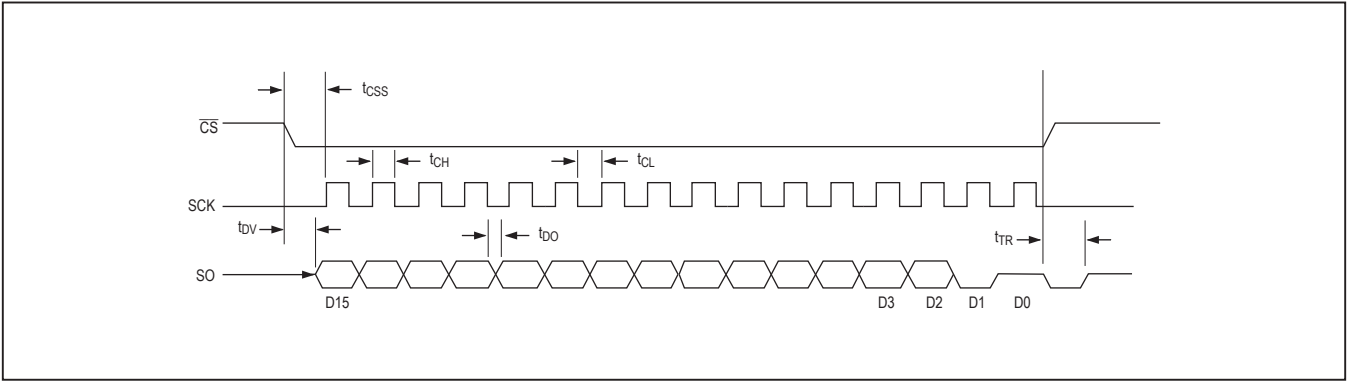 tCSS
CS
tCH
tCL
SCK
tDV
tDO
tTR
SO
D15 D3 D2 D1 D0